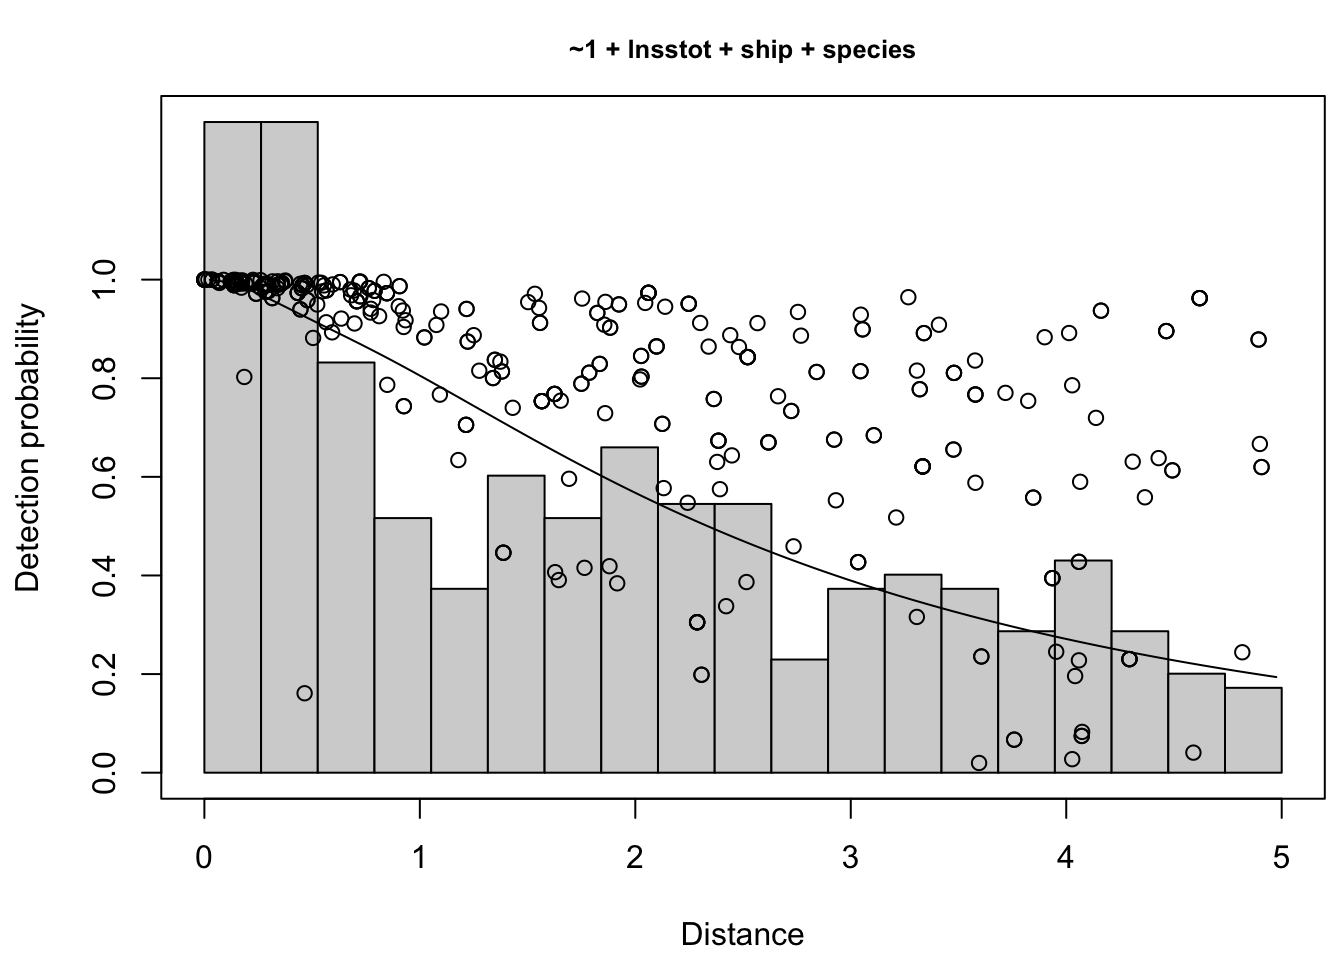 ~1 + lnsstot + ship + species
Detection probability
1.0
0.8
0.6
0.4
0.2
0.0
0 1 2 3 4 5
Distance